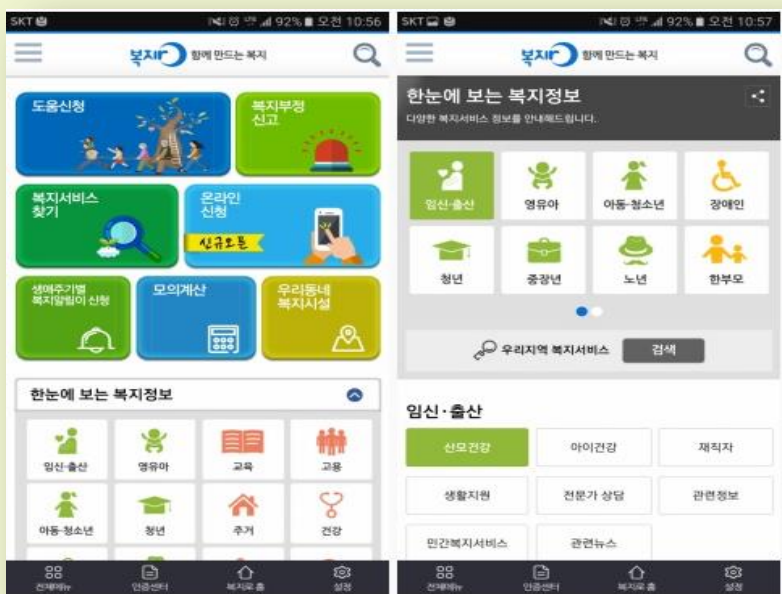 SKT 92% 오전 10:56
복지로 함께 만드는 복지
도움신청
복지부정
신고
복지서비스
찾기
온라인
신청
신규오픈
생애주기별
복지알림이 신청
모의계산
우리동네
복지시설
한눈에 보는 복지정보
임신·출산 영유아 교육 고용
아동·청소년 청년 주거 건강
전체메뉴 인증센터 복지로 홈 설정
SKT 92% 오전 10:57
복지로 함께 만드는 복지
한눈에 보는 복지정보
다양한 복지서비스 정보를 안내해드립니다.
임신·출산 영유아 아동·청소년 장애인
청년 중장년 노년 한부모
우리지역 복지서비스 검색
임신·출산
산모건강 아이건강 재직자
생활지원 전문가 상담 관련정보
민간복지서비스 관련뉴스
전체메뉴 인증센터 복지로 홈 설정